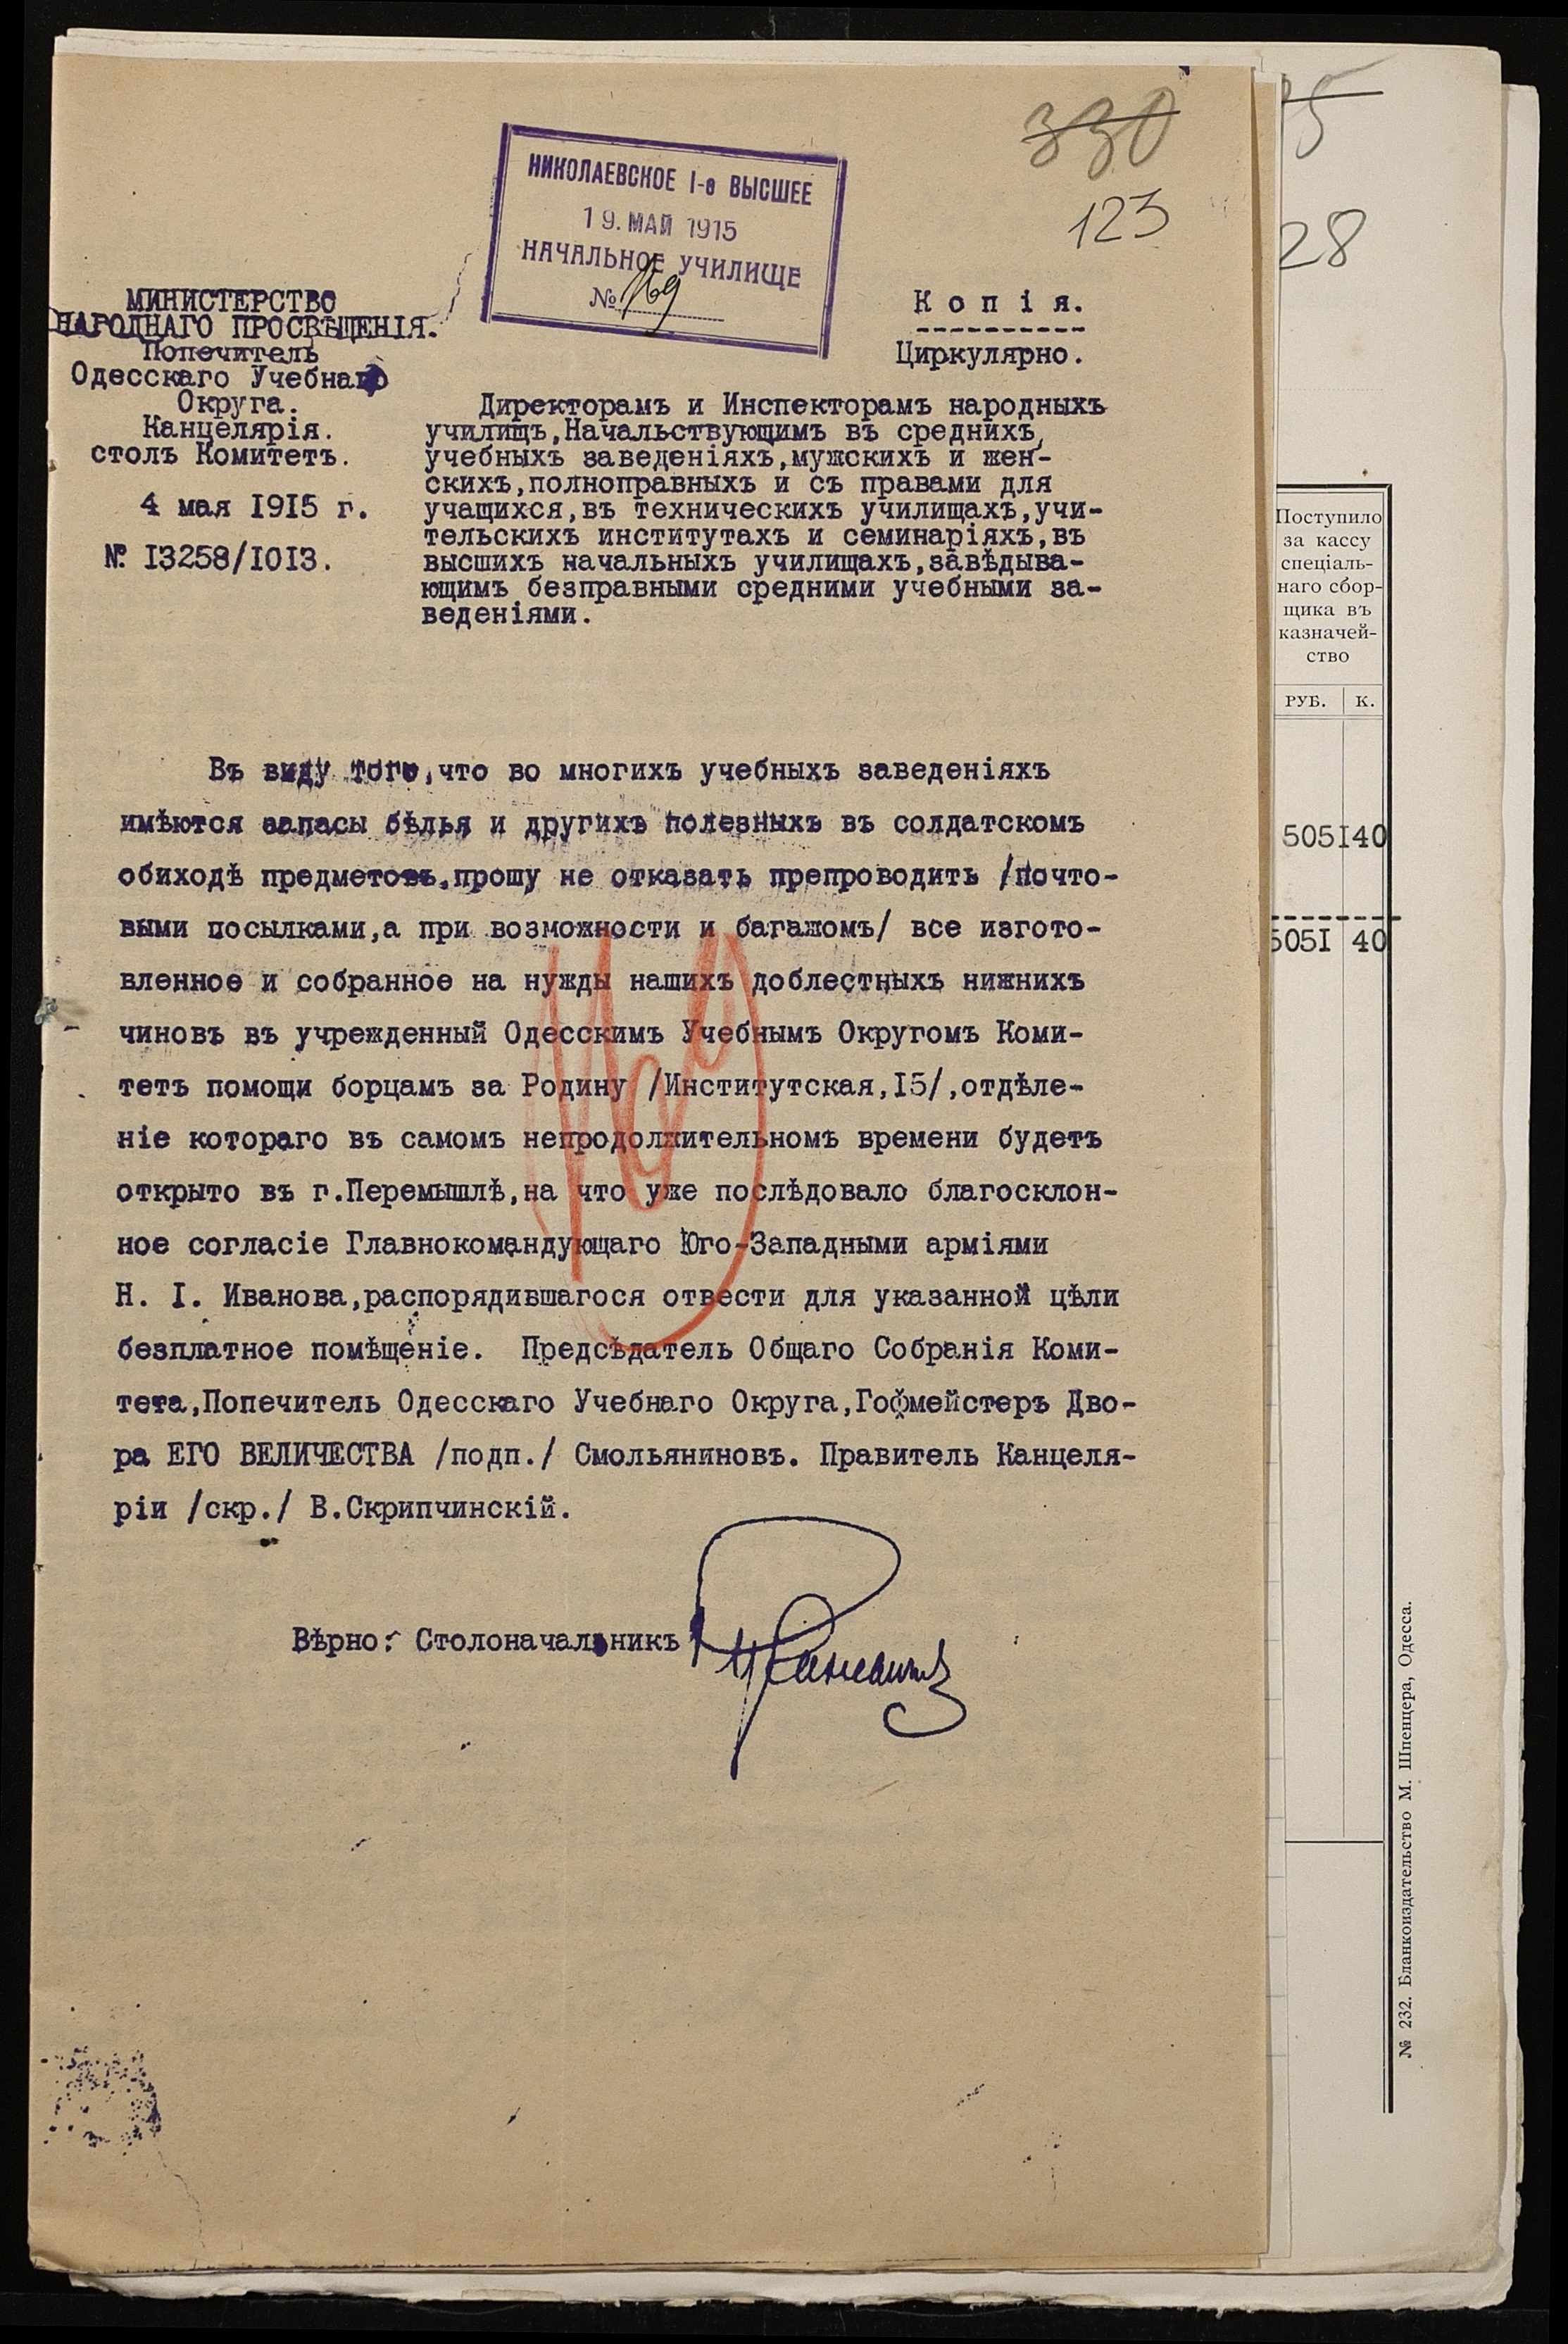 330
123
НИКОЛАЕВСКОЕ I-е ВЫСШЕЕ
19. МАЙ 1915
НАЧАЛЬНОЕ УЧИЛИЩЕ
№ 169
МИНИСТЕРСТВО
НАРОДНАГО ПРОСВѢЩЕНІЯ.
Попечитель
Одесскаго Учебнаго
Округа.
Канцелярія.
столъ Комитетъ.
4 мая 1915 г.
№ 13258/1013.
Копія.
Циркулярно.
Директорамъ и Инспекторамъ народныхъ
училищъ,Начальствующимъ въ среднихъ,
учебныхъ заведеніяхъ,мужскихъ и жен-
скихъ,полноправныхъ и съ правами для
учащихся,въ техническихъ училищахъ,учи-
тельскихъ институтахъ и семинаріяхъ,въ
высшихъ начальныхъ училищахъ,завѣдыва-
ющимъ безправными средними учебными за-
веденіями.
Въ виду того,что во многихъ учебныхъ заведеніяхъ
имѣются запасы бѣлья и другихъ полезныхъ въ солдатскомъ
обиходѣ предметовъ,прошу не отказать препроводить /почто-
выми посылками,а при возможности и багажомъ/ все изгото-
вленное и собранное на нужды нашихъ доблестныхъ нижнихъ
чиновъ въ учрежденный Одесскимъ Учебнымъ Округомъ Коми-
тетъ помощи борцамъ за Родину /Институтская,15/,отдѣле-
ніе котораго въ самомъ непродолжительномъ времени будетъ
открыто въ г.Перемышлѣ,на что уже послѣдовало благосклон-
ное согласіе Главнокомандующаго Юго-Западными арміями
Н. І. Иванова,распорядившагося отвести для указанной цѣли
безплатное помѣщеніе. Предсѣдатель Общаго Собранія Коми-
тета,Попечитель Одесскаго Учебнаго Округа,Гофмейстеръ Дво-
ра ЕГО ВЕЛИЧЕСТВА /подп./ Смольяниновъ. Правитель Канцеля-
ріи /скр./ В.Скрипчинскій.
Вѣрно: Столоначальникъ
5
28
Поступило
за кассу
спеціаль-
наго сбор-
щика въ
казначей-
ство
РУБ. К.
505I40
505I 40
№ 232. Бланкоиздательство М. Шпенцера, Одесса.